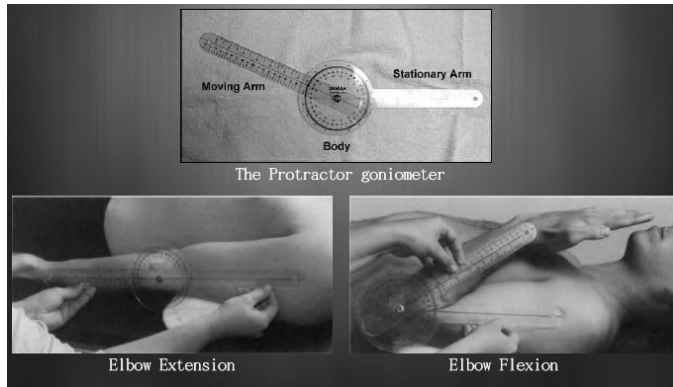 Moving Arm
Stationary Arm
Body
The Protractor goniometer
Elbow Extension
Elbow Flexion